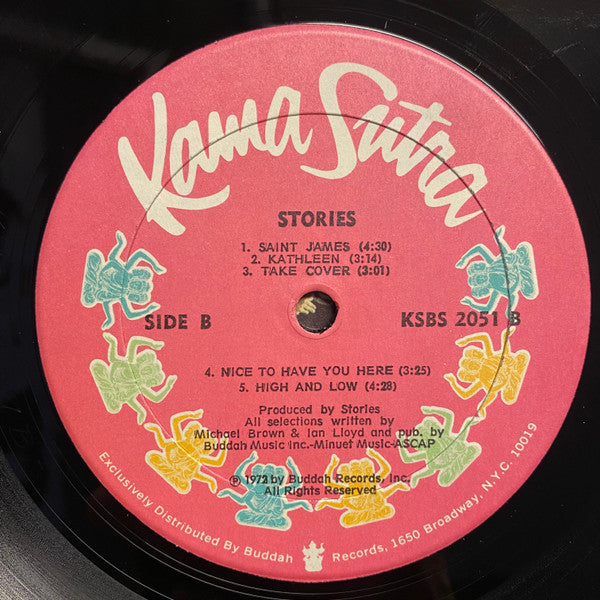 Kama Sutra
STORIES
1. SAINT JAMES (4:30)
2. KATHLEEN (3:14)
3. TAKE COVER (3:01)
SIDE B
KSBS 2051 B
4. NICE TO HAVE YOU HERE (3:25)
5. HIGH AND LOW (4:28)
Produced by Stories
All selections written by
Michael Brown & Ian Lloyd and pub. by
Buddah Music Inc.-Minuet Music-ASCAP
Ⓟ 1972 by Buddah Records, Inc.
All Rights Reserved
Exclusively Distributed By Buddah Records, 1650 Broadway, N.Y.C. 10019